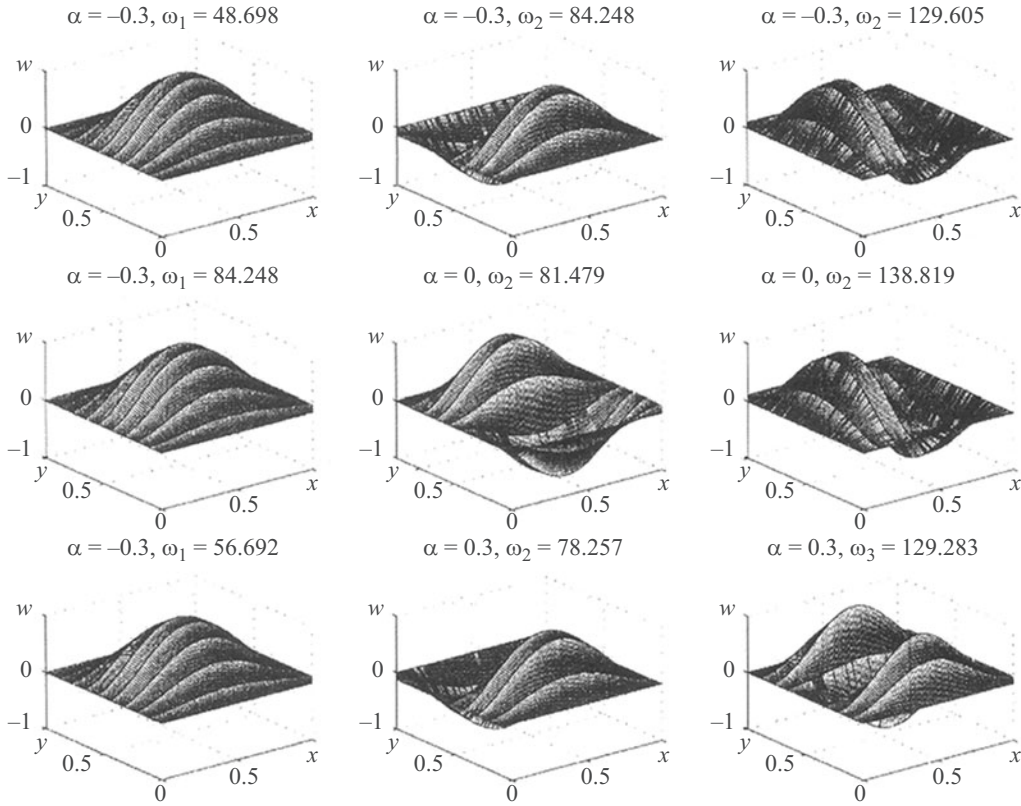 α = –0.3, ω1 = 48.698
α = –0.3, ω2 = 84.248
α = –0.3, ω2 = 129.605
w
0
–1
y
0.5
0
0.5
x
w
0
–1
y
0.5
0
0.5
x
w
0
–1
y
0.5
0
0.5
x
α = –0.3, ω1 = 84.248
α = 0, ω2 = 81.479
α = 0, ω2 = 138.819
w
0
–1
y
0.5
0
0.5
x
w
0
–1
y
0.5
0
0.5
x
w
0
–1
y
0.5
0
0.5
x
α = –0.3, ω1 = 56.692
α = 0.3, ω2 = 78.257
α = 0.3, ω3 = 129.283
w
0
–1
y
0.5
0
0.5
x
w
0
–1
y
0.5
0
0.5
x
w
0
–1
y
0.5
0
0.5
x